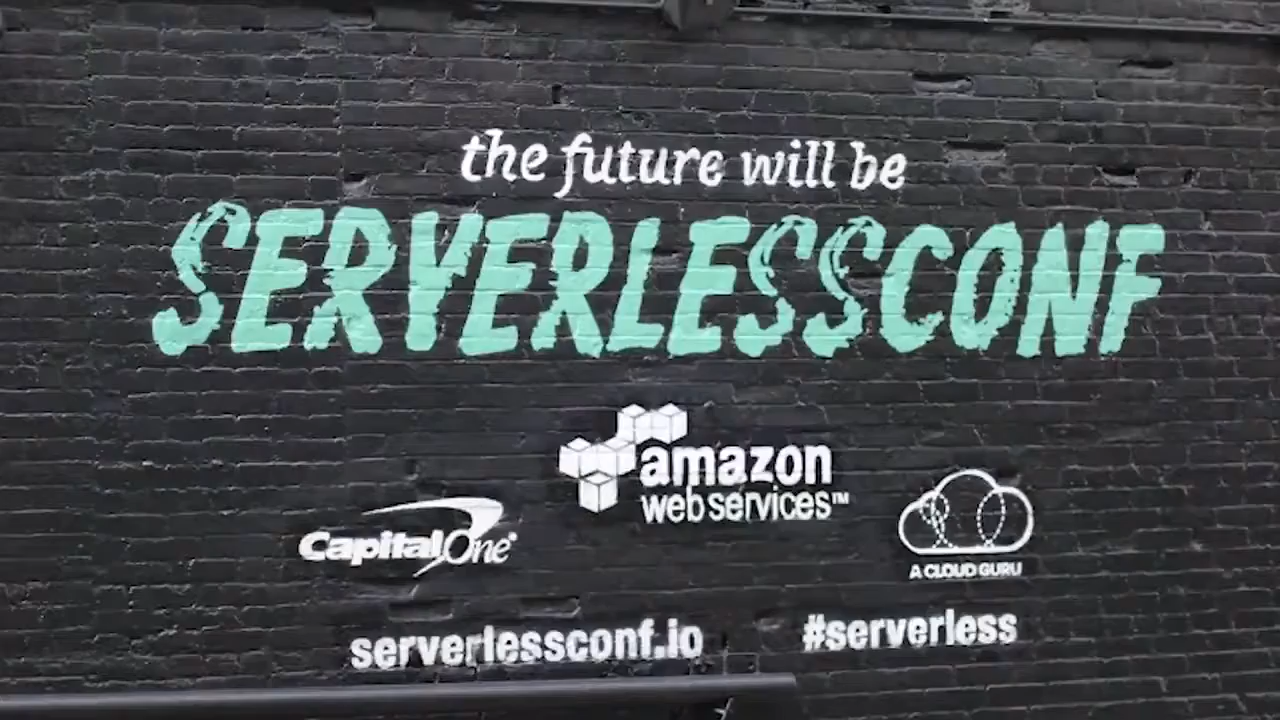 the future will be
SERVERLESSCONF
amazon
web services™
Capital One®
A CLOUD GURU
serverlessconf.io
#serverless